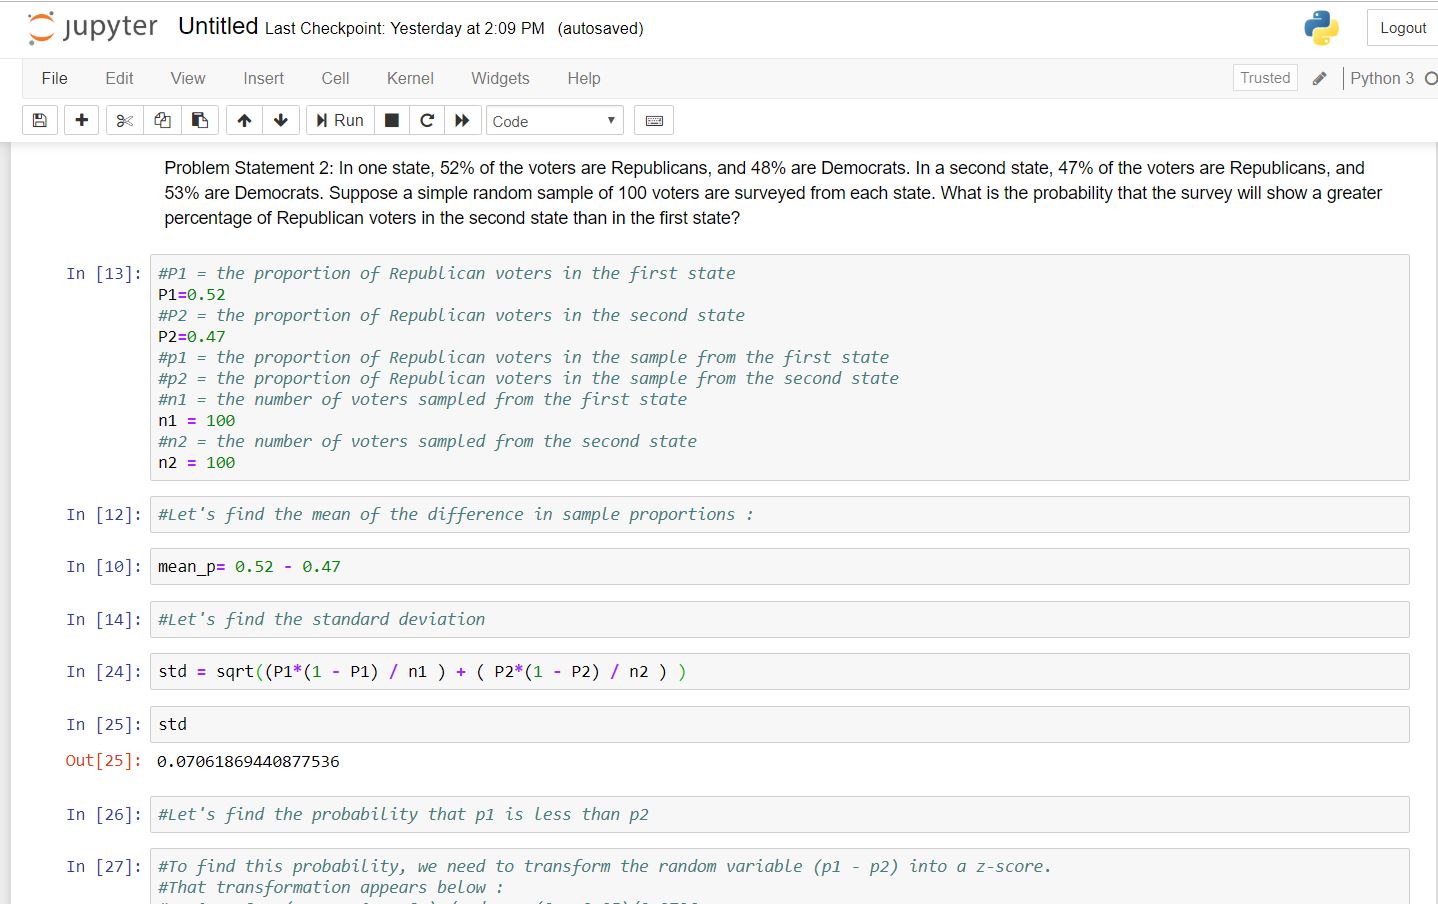 jupyter Untitled Last Checkpoint: Yesterday at 2:09 PM (autosaved)
Logout
File Edit View Insert Cell Kernel Widgets Help
Trusted Python 3
Run Code
Problem Statement 2: In one state, 52% of the voters are Republicans, and 48% are Democrats. In a second state, 47% of the voters are Republicans, and
53% are Democrats. Suppose a simple random sample of 100 voters are surveyed from each state. What is the probability that the survey will show a greater
percentage of Republican voters in the second state than in the first state?
In [13]: #P1 = the proportion of Republican voters in the first state
P1=0.52
#P2 = the proportion of Republican voters in the second state
P2=0.47
#p1 = the proportion of Republican voters in the sample from the first state
#p2 = the proportion of Republican voters in the sample from the second state
#n1 = the number of voters sampled from the first state
n1 = 100
#n2 = the number of voters sampled from the second state
n2 = 100
In [12]: #Let's find the mean of the difference in sample proportions :
In [10]: mean_p= 0.52 - 0.47
In [14]: #Let's find the standard deviation
In [24]: std = sqrt((P1*(1 - P1) / n1 ) + ( P2*(1 - P2) / n2 ) )
In [25]: std
Out[25]: 0.07061869440877536
In [26]: #Let's find the probability that p1 is less than p2
In [27]: #To find this probability, we need to transform the random variable (p1 - p2) into a z-score.
#That transformation appears below :